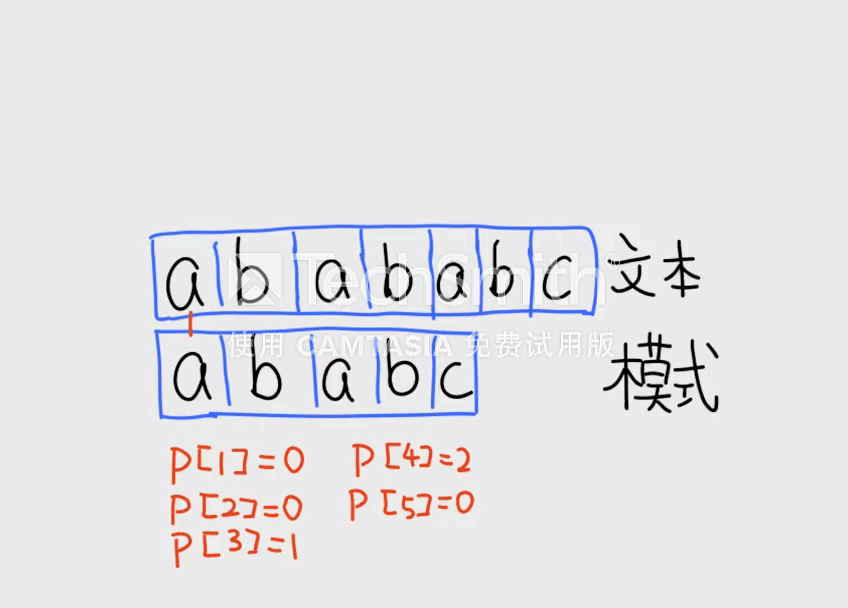 a b a b a b c 文本
TechSmith
使用 CAMTASIA 免费试用版
a b a b c 模式
P[1]=0 P[4]=2
P[2]=0 P[5]=0
P[3]=1